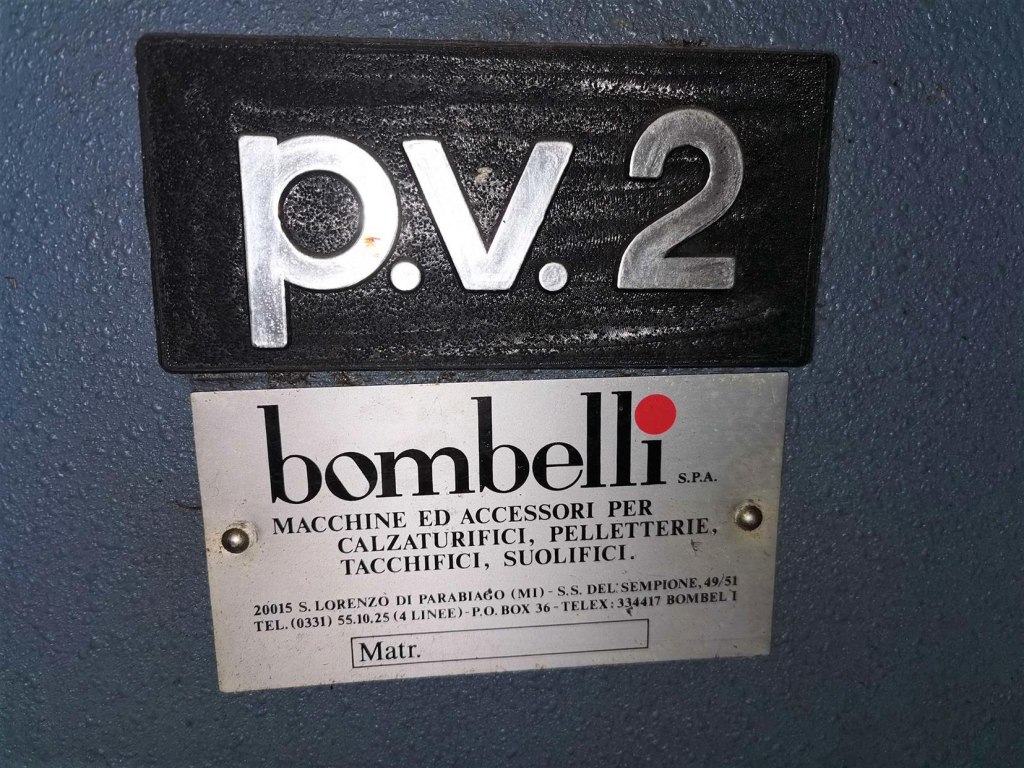 p.v.2
bombelli S.P.A.
MACCHINE ED ACCESSORI PER
CALZATURIFICI, PELLETTERIE,
TACCHIFICI, SUOLIFICI.
20015 S. LORENZO DI PARABIAGO (MI) - S.S. DEL SEMPIONE, 49/51
TEL. (0331) 55.10.25 (4 LINEE) - P.O. BOX 36 - TELEX: 334417 BOMBEL I
Matr.